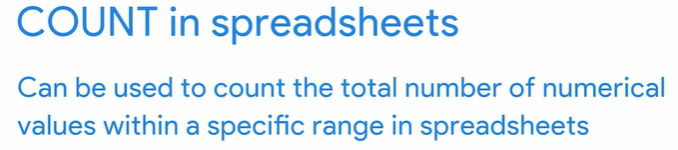 COUNT in spreadsheets
Can be used to count the total number of numerical
values within a specific range in spreadsheets